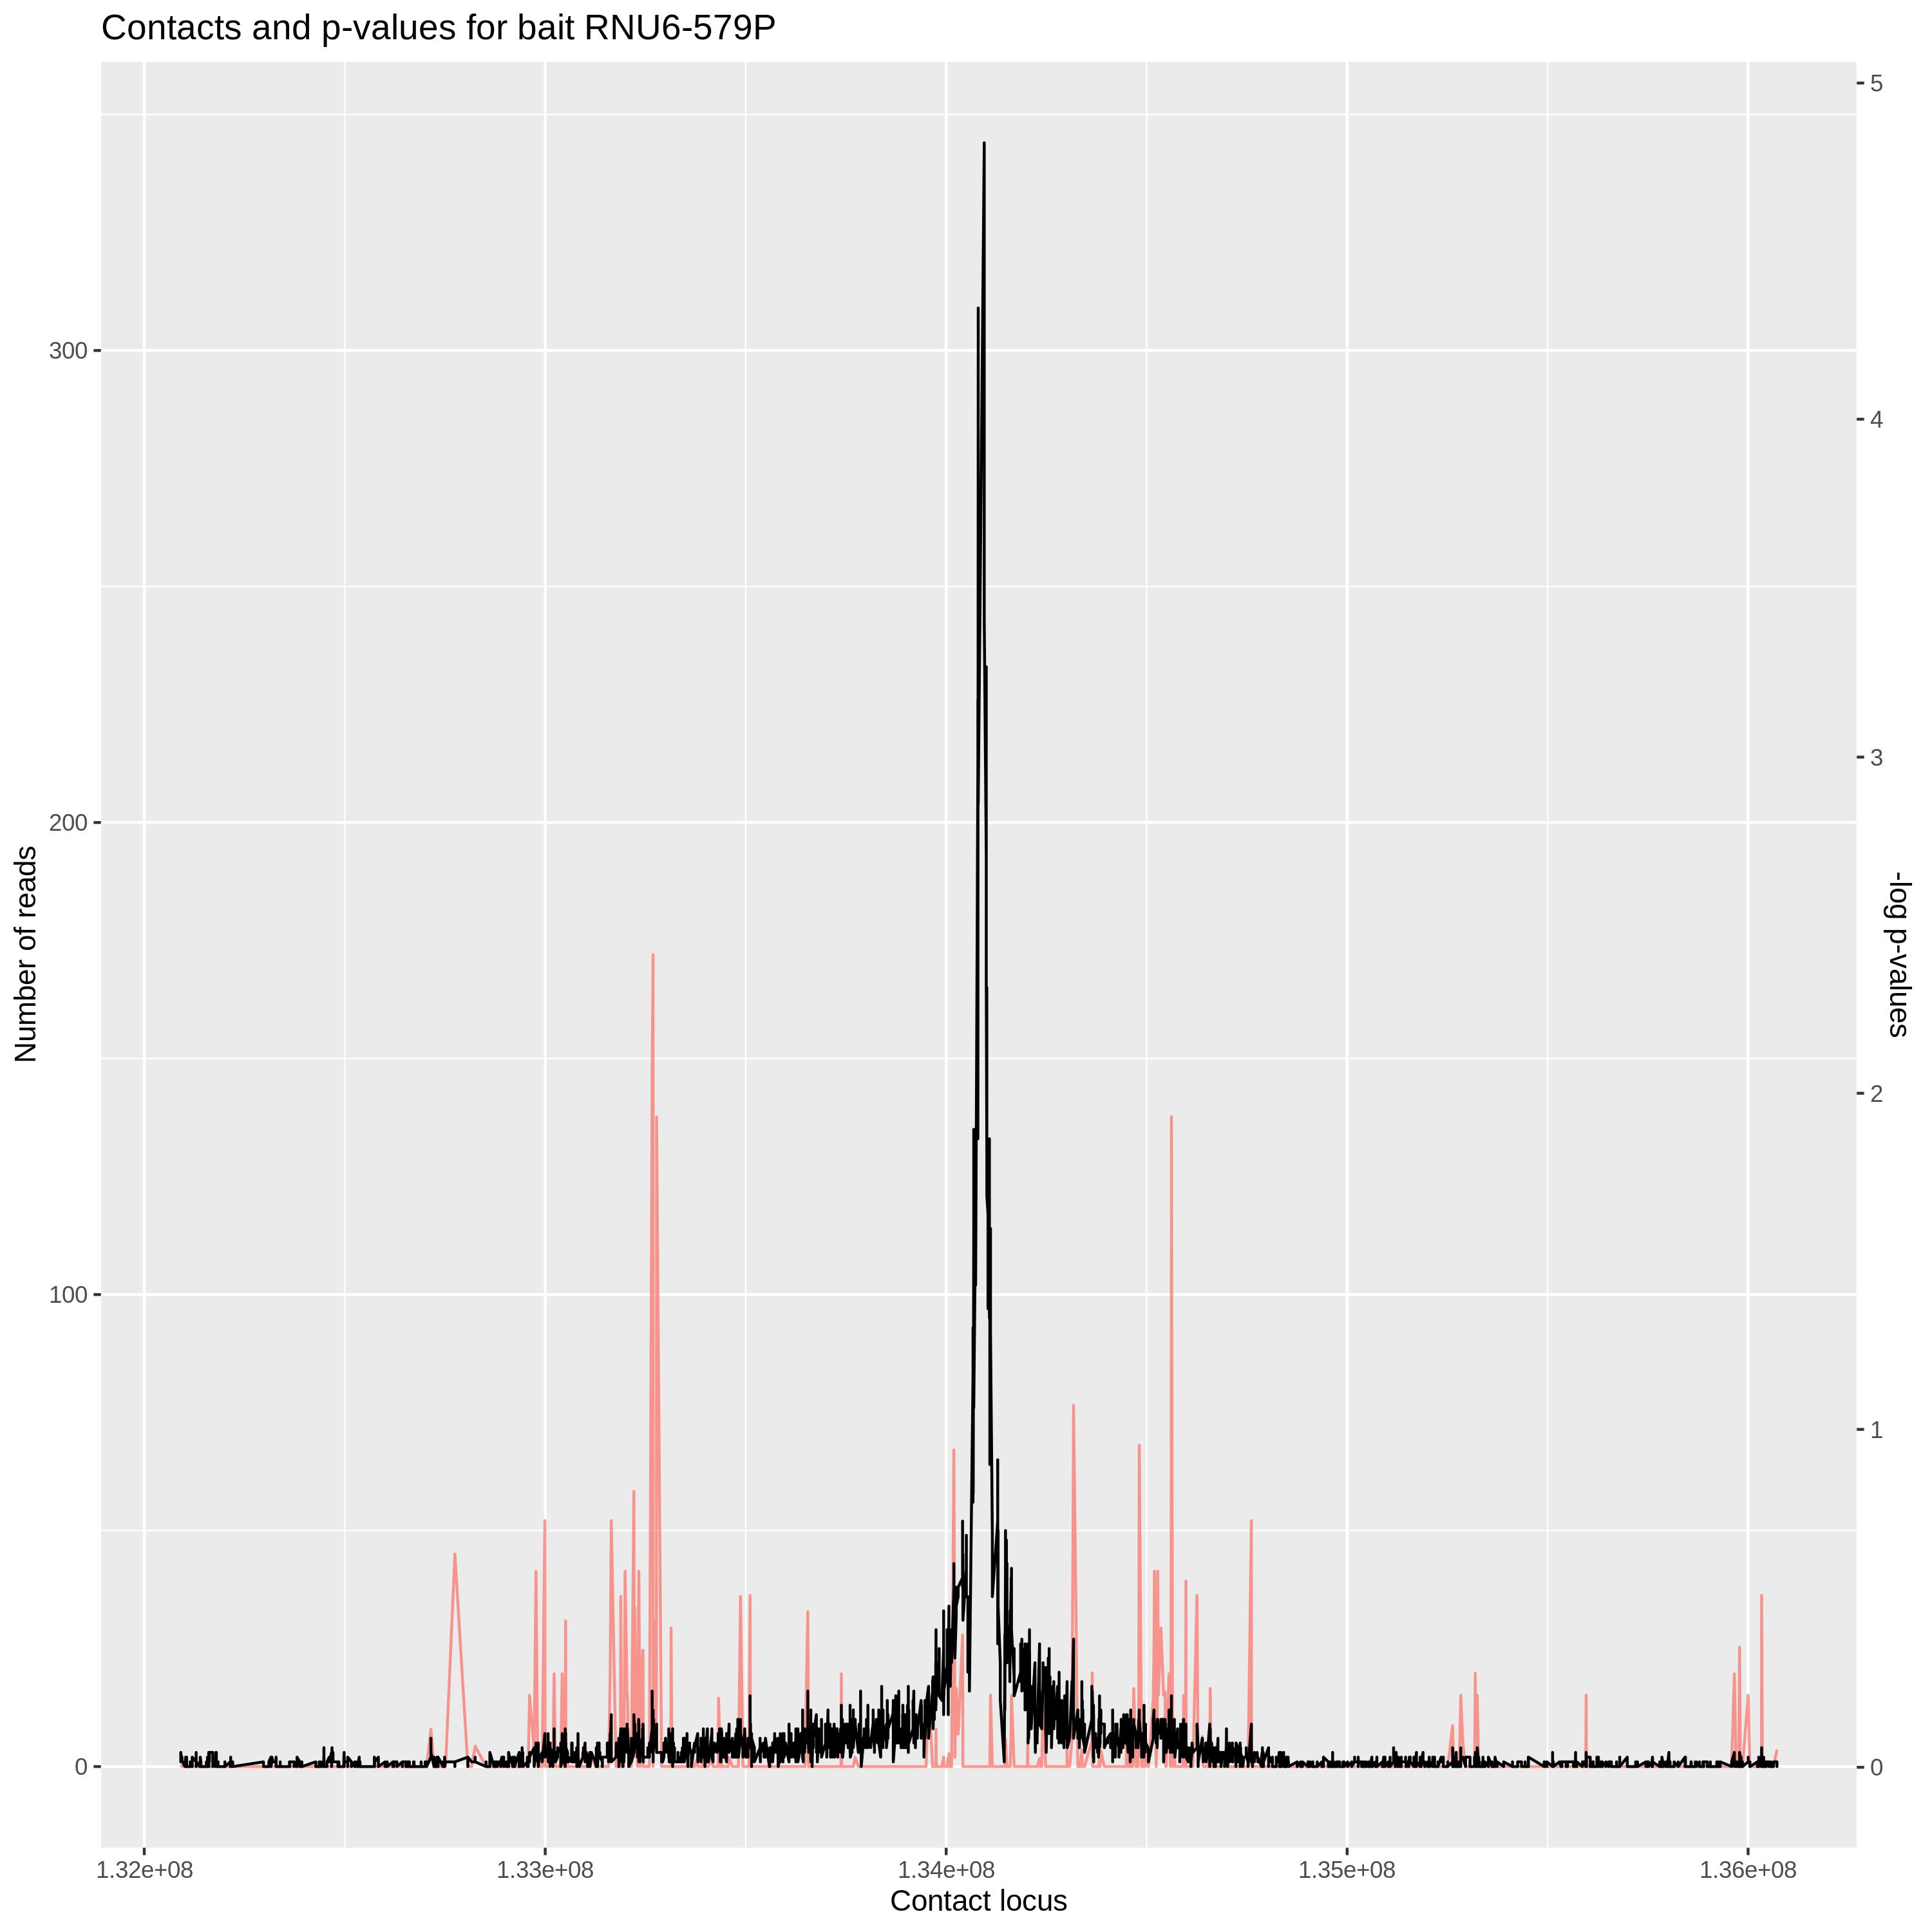 Contacts and p-values for bait RNU6-579P
5
4
300
3
200
Number of reads
-log p-values
2
100
1
0
0
1.32e+08
1.33e+08
1.34e+08
1.35e+08
1.36e+08
Contact locus